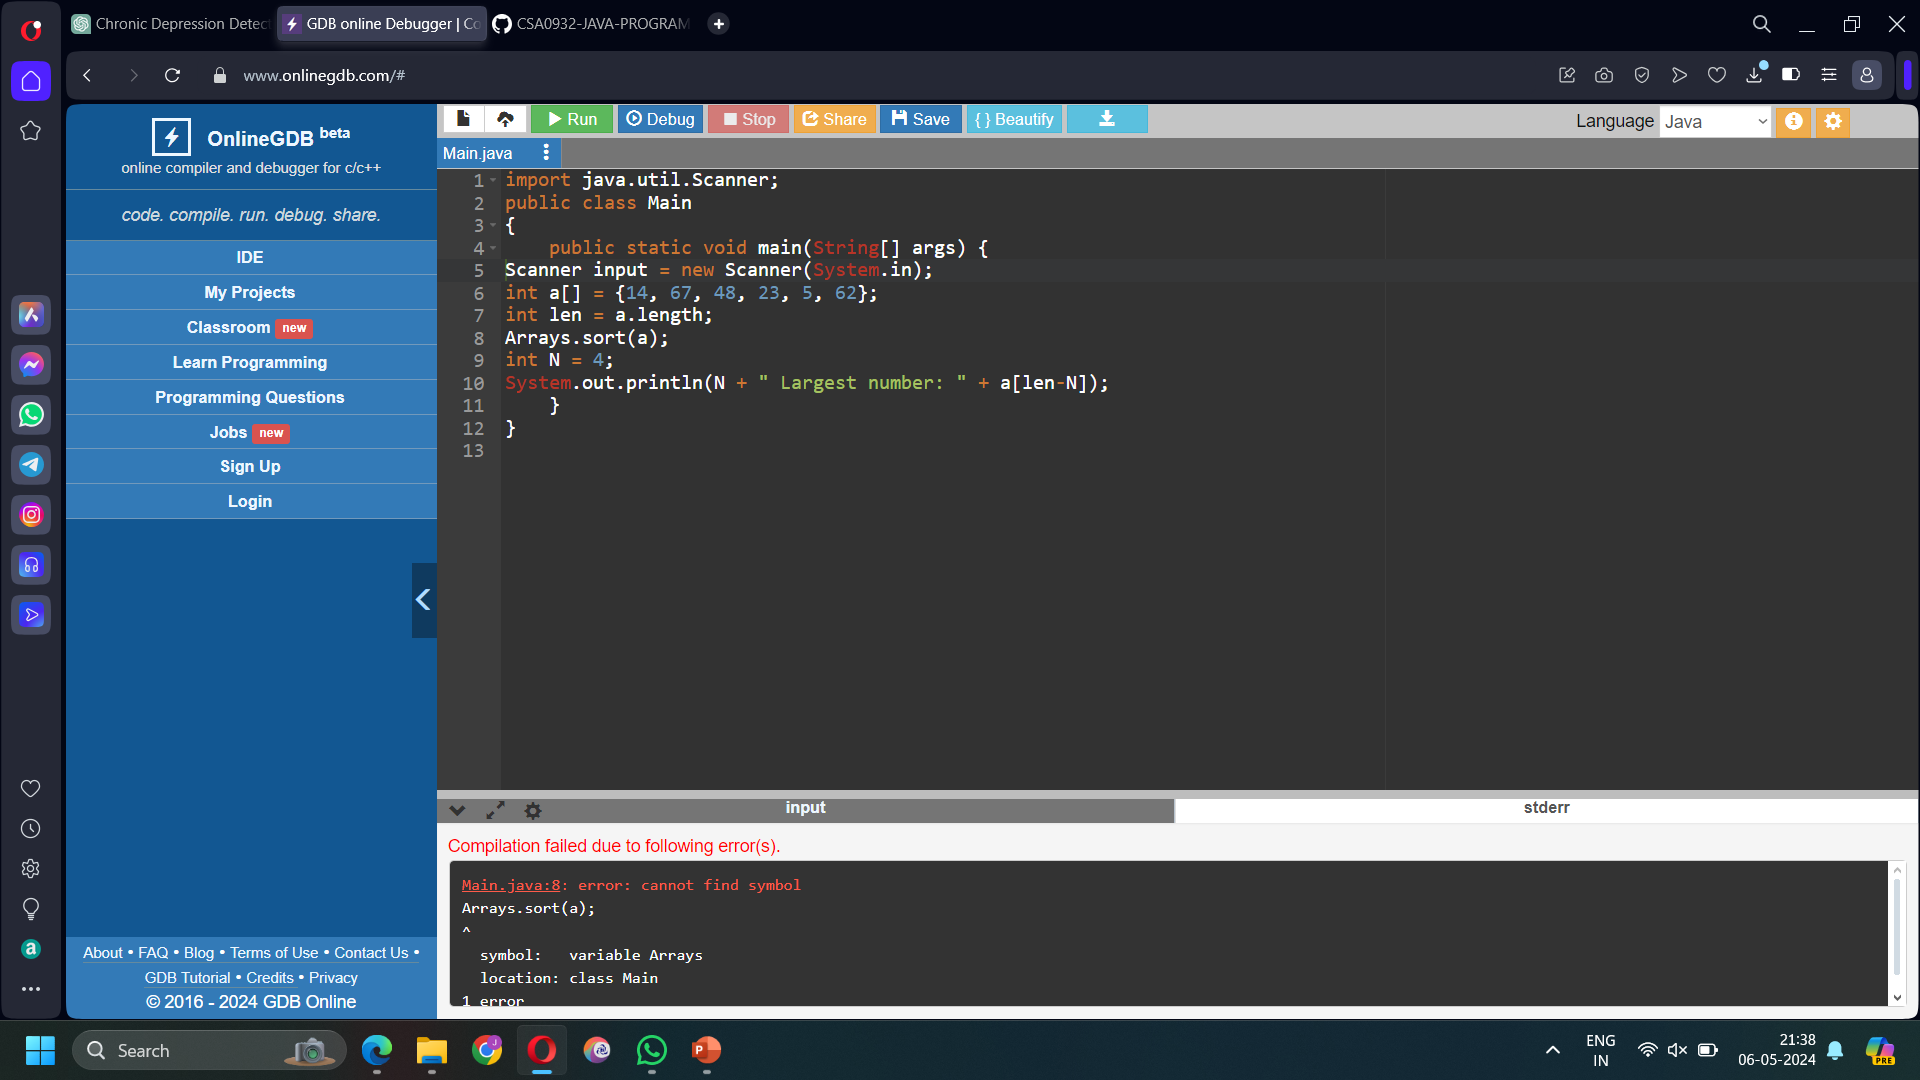 Chronic Depression Detec
GDB online Debugger | Co
CSA0932-JAVA-PROGRAM
www.onlinegdb.com/#
OnlineGDB beta
online compiler and debugger for c/c++
code. compile. run. debug. share.
IDE
My Projects
Classroom new
Learn Programming
Programming Questions
Jobs new
Sign Up
Login
About • FAQ • Blog • Terms of Use • Contact Us •
GDB Tutorial • Credits • Privacy
© 2016 - 2024 GDB Online
Run
Debug
Stop
Share
Save
{ } Beautify
Language Java
Main.java
1 import java.util.Scanner;
2 public class Main
3 {
4     public static void main(String[] args) {
5 Scanner input = new Scanner(System.in);
6 int a[] = {14, 67, 48, 23, 5, 62};
7 int len = a.length;
8 Arrays.sort(a);
9 int N = 4;
10 System.out.println(N + " Largest number: " + a[len-N]);
11     }
12 }
13
input
stderr
Compilation failed due to following error(s).
Main.java:8: error: cannot find symbol
Arrays.sort(a);
^
  symbol:   variable Arrays
  location: class Main
1 error
Search
ENG
IN
21:38
06-05-2024
PRE